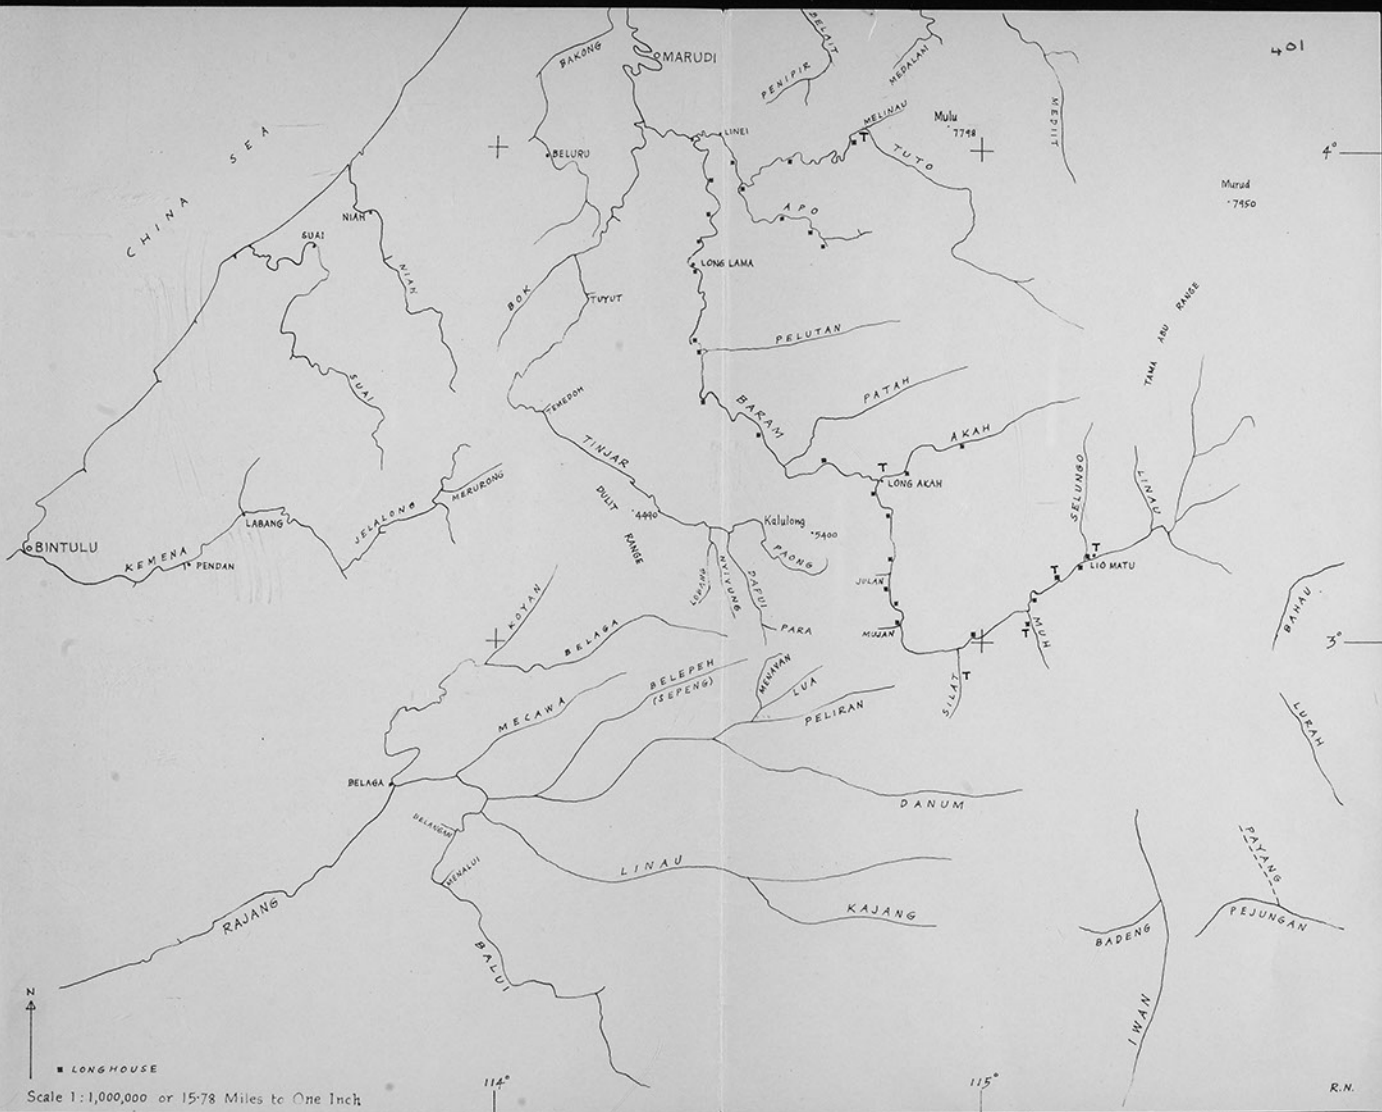 401
BAKONG
MARUDI
BELAIT
PENIPIR
MEDALAM
MELINAU
Mulu
7798
MEDIIT
CHINA SEA
LINEI
BELURU
T
TUTO
4°
Murud
7950
NIAH
SUAI
APO
NIAH
LONG LAMA
BOK
TUYUT
TAMA ABU RANGE
PELUTAN
SUAI
TEMEDOH
BARAM
PATAH
TINJAR
AKAH
T
LONG AKAH
MERURONG
DULIT RANGE
4490
SELUNGO
LINAU
LABANG
JELALONG
Kalulong
5400
BINTULU
KEMENA
PENDAN
PAONG
T
LIO MATU
T
LEPANG
NYIYUNG
DAPUI
JULAN
KOYAN
BELAGA
PARA
MUJAN
T
MUH
BAHAU
3°
BELEPEH
(SEPENG)
MENAYAN
LUA
PELIRAN
SILAT
T
MECAWA
LURAH
BELAGA
DANUM
DELANGAN
MENALUI
LINAU
PAYANG
KAJANG
PEJUNGAN
BADENG
RAJANG
BALUI
IWAN
N
LONGHOUSE
114°
115°
R.N.
Scale 1:1,000,000 or 15·78 Miles to One Inch